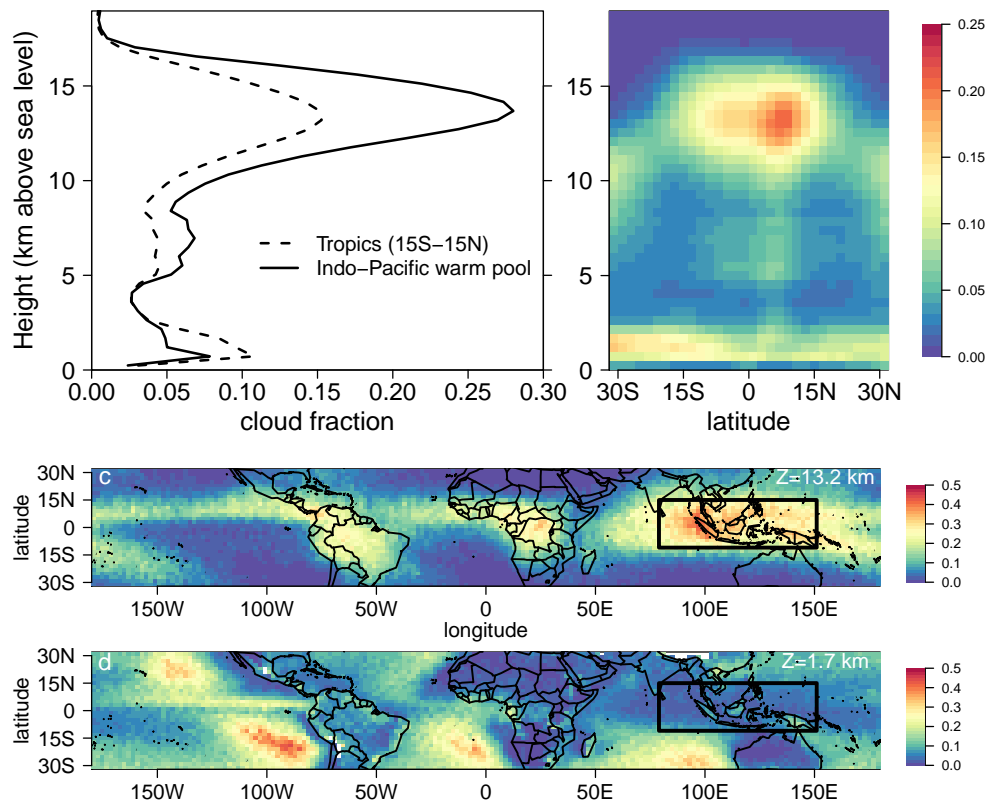 Height (km above sea level)
15
10
5
0
0.00 0.05 0.10 0.15 0.20 0.25 0.30
cloud fraction
Tropics (15S−15N)
Indo−Pacific warm pool
15
10
5
0
30S 15S 0 15N 30N
latitude
0.25
0.20
0.15
0.10
0.05
0.00
c
Z=13.2 km
latitude
30N
15N
0
15S
30S
150W 100W 50W 0 50E 100E 150E
longitude
0.5
0.4
0.3
0.2
0.1
0.0
d
Z=1.7 km
latitude
30N
15N
0
15S
30S
150W 100W 50W 0 50E 100E 150E
0.5
0.4
0.3
0.2
0.1
0.0